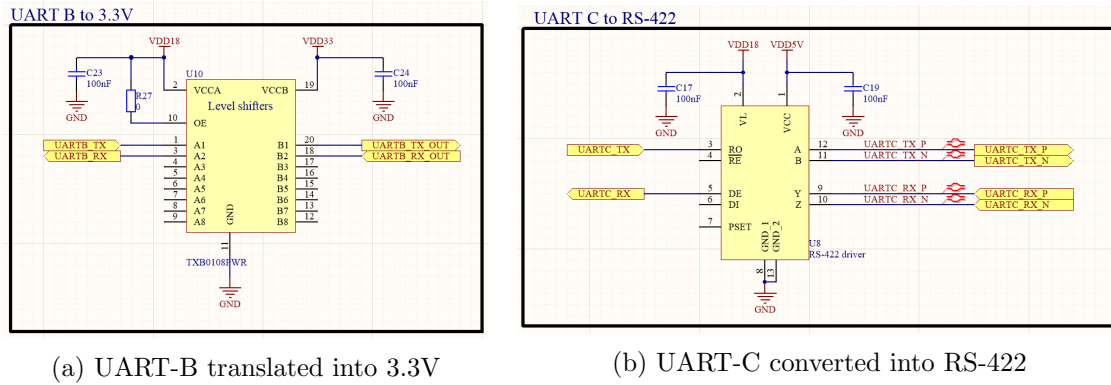 UART B to 3.3V
VDD18
VDD33
C23
100nF
GND
R27
0
U10
2
VCCA
VCCB
19
Level shifters
C24
100nF
GND
10
OE
UARTB_TX
1
A1
B1
20
UARTB_TX_OUT
UARTB_RX
3
A2
B2
18
UARTB_RX_OUT
4
A3
B3
17
5
A4
B4
16
6
A5
B5
15
7
A6
B6
14
8
A7
B7
13
9
A8
B8
12
GND
11
TXB0108PWR
GND
(a) UART-B translated into 3.3V
UART C to RS-422
VDD18
VDD5V
C17
100nF
GND
C19
100nF
GND
2
1
VL
VCC
UARTC_TX
3
RO
A
12
UARTC_TX_P
UARTC_TX_P
4
RE
B
11
UARTC_TX_N
UARTC_TX_N
UARTC_RX
5
DE
Y
9
UARTC_RX_P
UARTC_RX_P
6
DI
Z
10
UARTC_RX_N
UARTC_RX_N
7
PSET
GND_1
GND_2
8
13
U8
RS-422 driver
GND
(b) UART-C converted into RS-422